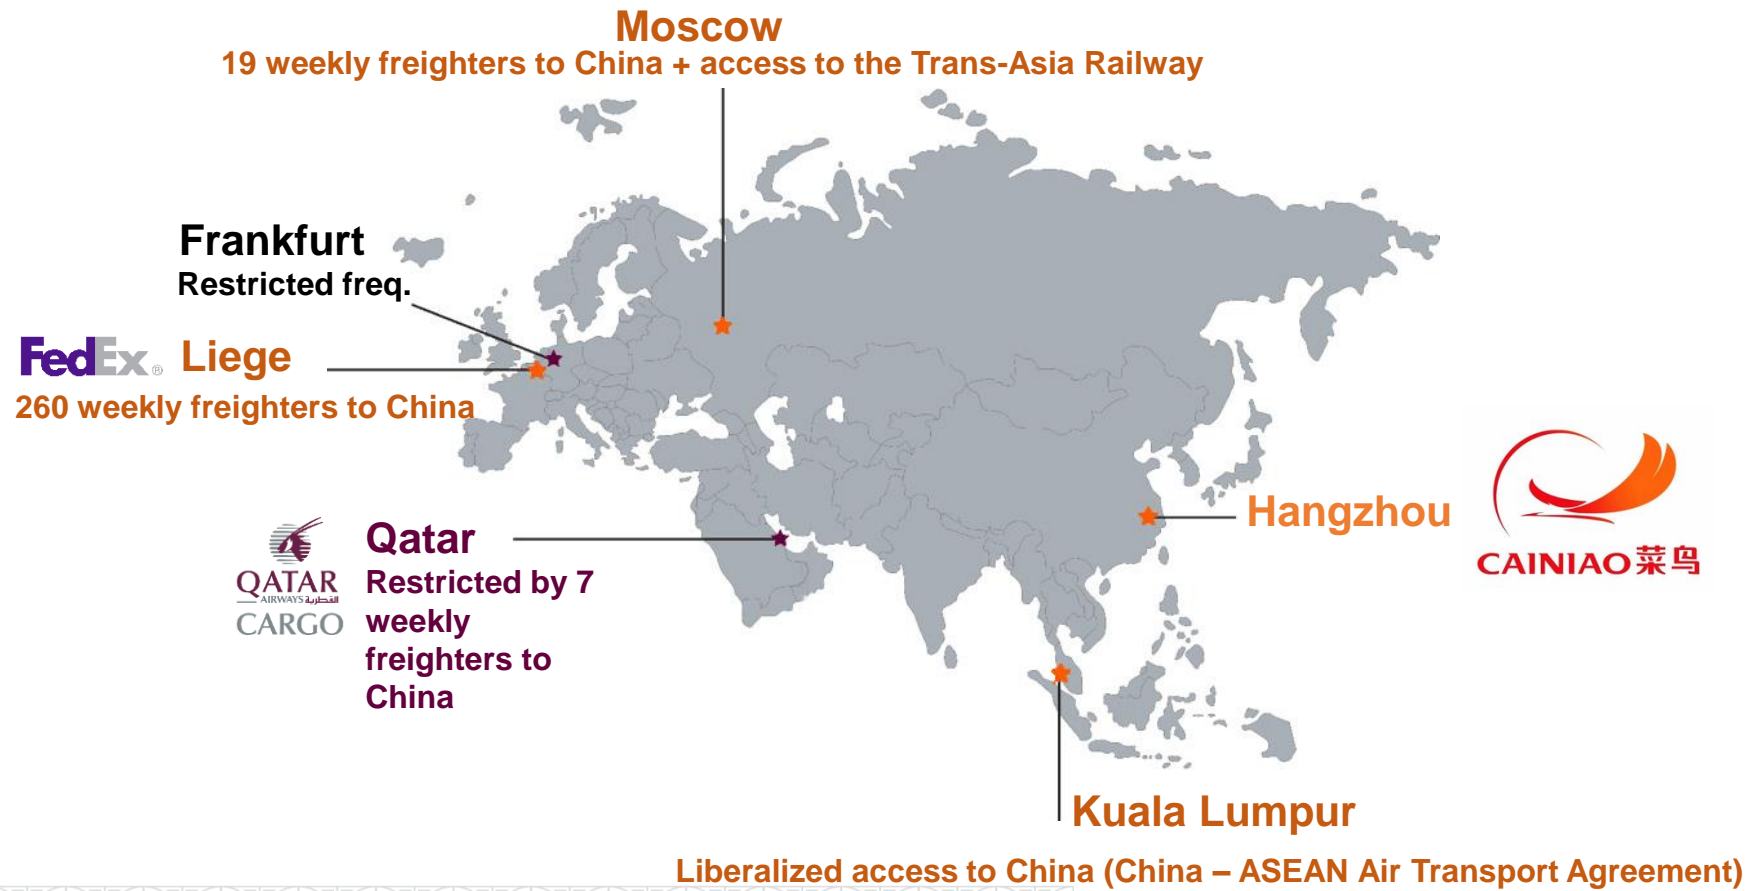 Moscow
19 weekly freighters to China + access to the Trans-Asia Railway
Frankfurt
Restricted freq.
FedEx® Liege
260 weekly freighters to China
Qatar
Restricted by 7
weekly
freighters to
China
QATAR
AIRWAYS القطرية
CARGO
Hangzhou
CAINIAO菜鸟
Kuala Lumpur
Liberalized access to China (China – ASEAN Air Transport Agreement)